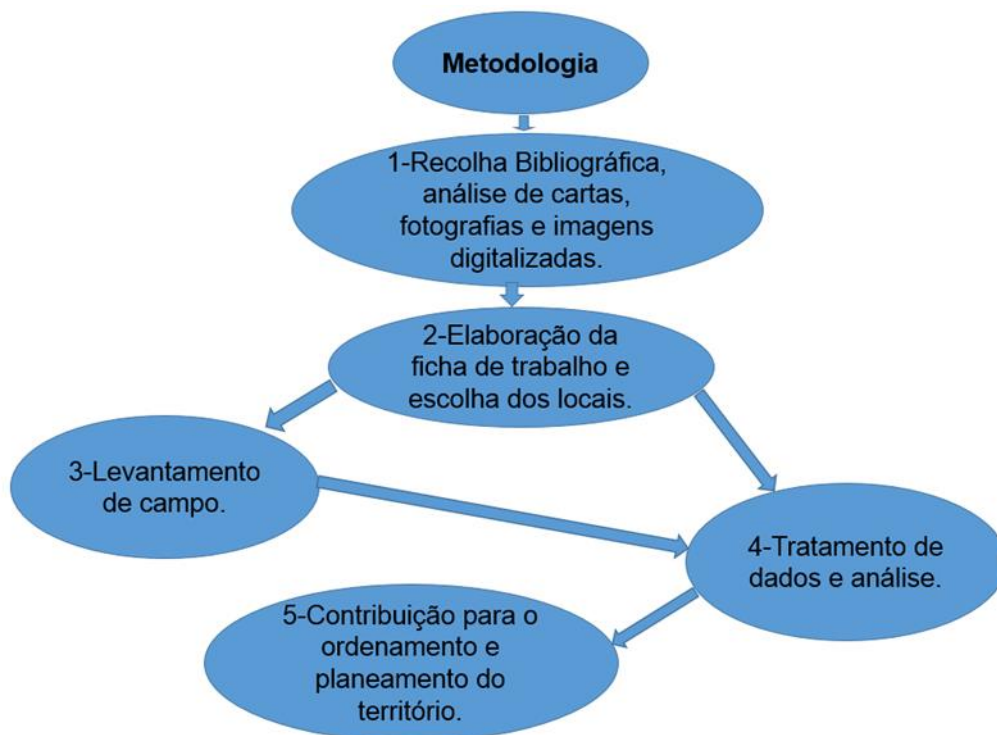 Metodologia
1-Recolha Bibliográfica,
análise de cartas,
fotografias e imagens
digitalizadas.
2-Elaboração da
ficha de trabalho e
escolha dos locais.
3-Levantamento
de campo.
4-Tratamento de
dados e análise.
5-Contribuição para o
ordenamento e
planeamento do
território.